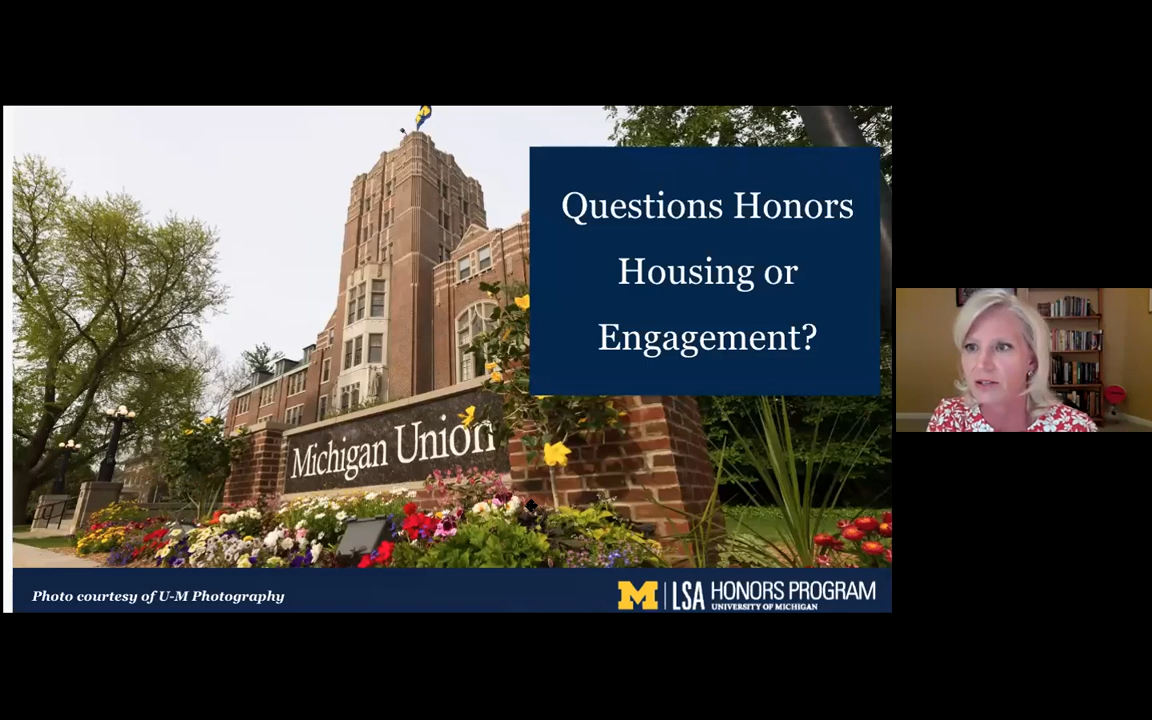 Questions Honors
Housing or
Engagement?
Michigan Union
Photo courtesy of U-M Photography
M | LSA HONORS PROGRAM
UNIVERSITY OF MICHIGAN